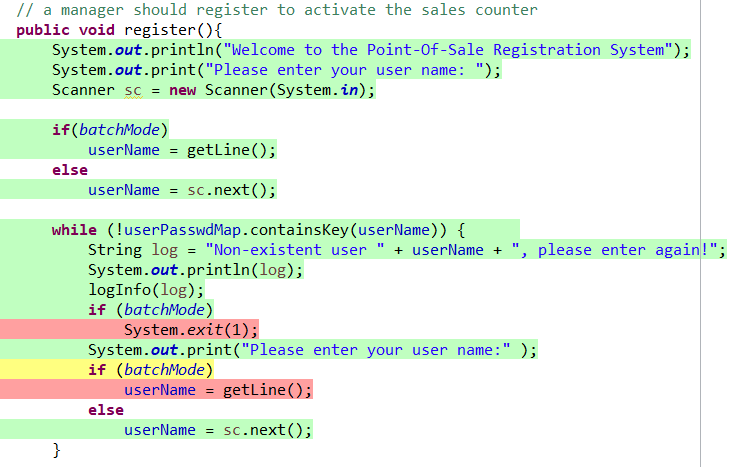 // a manager should register to activate the sales counter
public void register(){
System.out.println("Welcome to the Point-Of-Sale Registration System");
System.out.print("Please enter your user name: ");
Scanner sc = new Scanner(System.in);
if(batchMode)
userName = getLine();
else
userName = sc.next();
while (!userPasswdMap.containsKey(userName)) {
String log = "Non-existent user " + userName + ", please enter again!";
System.out.println(log);
logInfo(log);
if (batchMode)
System.exit(1);
System.out.print("Please enter your user name:" );
if (batchMode)
userName = getLine();
else
userName = sc.next();
}